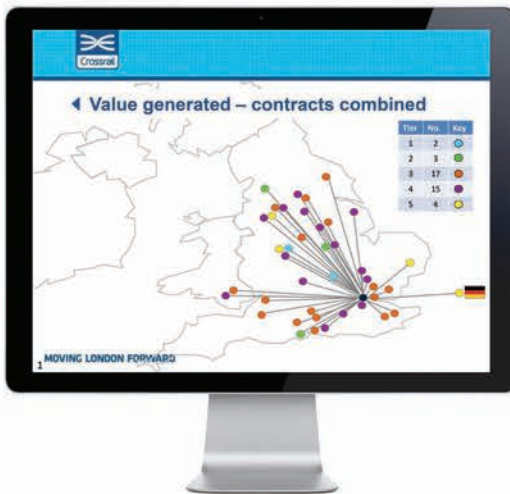 Crossrail
Value generated – contracts combined
Tier No. Key
1 2
2 3
3 17
4 15
5 4
1 MOVING LONDON FORWARD